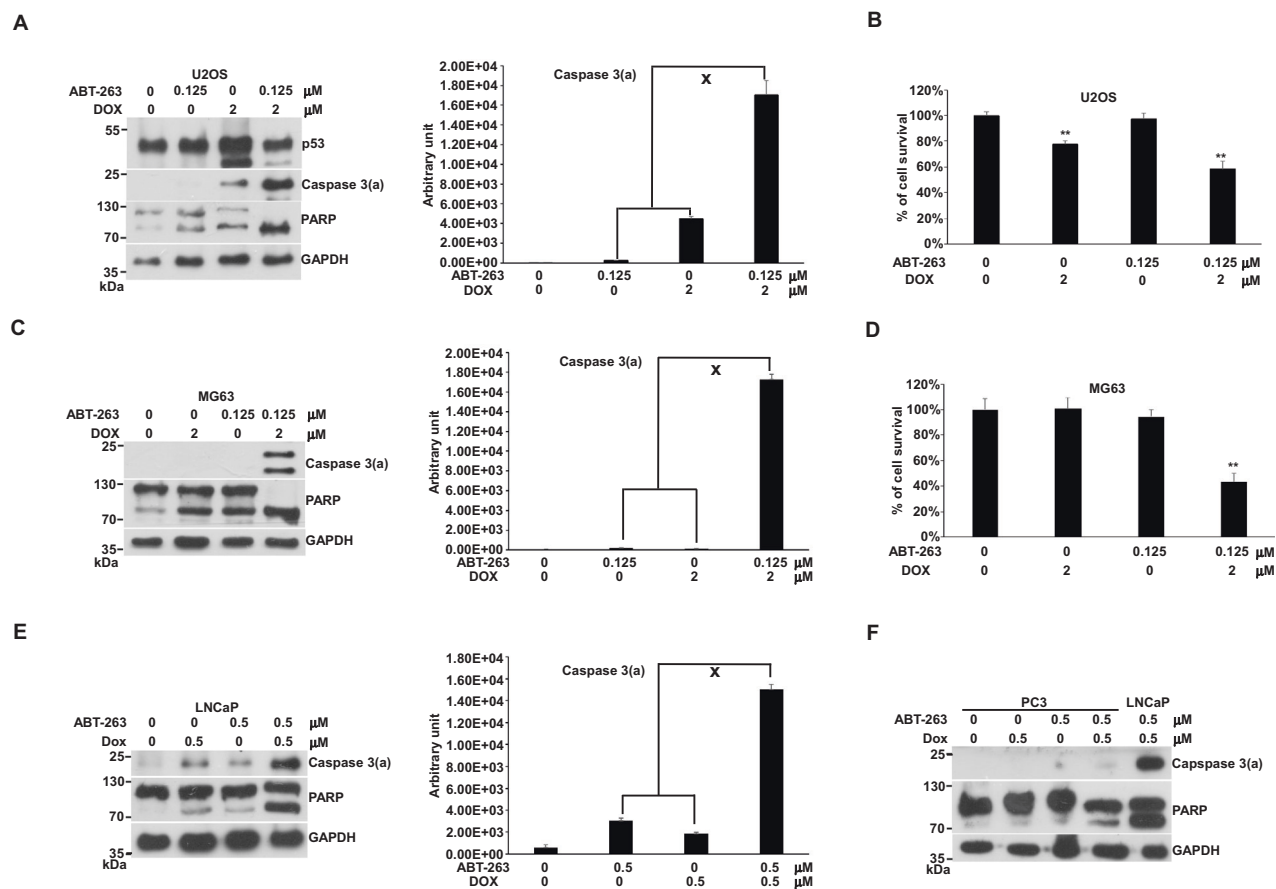 A
U2OS
ABT-263 0 0.125 0 0.125 μM
DOX 0 0 2 2 μM
55
p53
25
Caspase 3(a)
130
PARP
70
GAPDH
35
kDa
Caspase 3(a)
X
Arbitrary unit
2.00E+04
1.80E+04
1.60E+04
1.40E+04
1.20E+04
1.00E+04
8.00E+03
6.00E+03
4.00E+03
2.00E+03
0.00E+00
ABT-263 0 0.125 0 0.125 μM
DOX 0 0 2 2 μM
B
U2OS
% of cell survival
120%
100%
80%
60%
40%
20%
0%
**
**
ABT-263 0 0 0.125 0.125 μM
DOX 0 2 0 2 μM
C
MG63
ABT-263 0 0 0.125 0.125 μM
DOX 0 2 0 2 μM
25
Caspase 3(a)
130
PARP
70
GAPDH
35
kDa
Caspase 3(a)
X
Arbitrary unit
2.00E+04
1.80E+04
1.60E+04
1.40E+04
1.20E+04
1.00E+04
8.00E+03
6.00E+03
4.00E+03
2.00E+03
0.00E+00
ABT-263 0 0.125 0 0.125 μM
DOX 0 0 2 2 μM
D
MG63
% of cell survival
120%
100%
80%
60%
40%
20%
0%
**
ABT-263 0 0 0.125 0.125 μM
DOX 0 2 0 2 μM
E
LNCaP
ABT-263 0 0 0.5 0.5 μM
Dox 0 0.5 0 0.5 μM
25
Caspase 3(a)
130
PARP
70
GAPDH
35
kDa
Caspase 3(a)
X
Arbitrary unit
1.80E+04
1.60E+04
1.40E+04
1.20E+04
1.00E+04
8.00E+03
6.00E+03
4.00E+03
2.00E+03
0.00E+00
ABT-263 0 0.5 0 0.5 μM
DOX 0 0 0.5 0.5 μM
F
PC3 LNCaP
ABT-263 0 0 0.5 0.5 0.5 μM
Dox 0 0.5 0 0.5 0.5 μM
25
Capspase 3(a)
130
PARP
70
GAPDH
35
kDa